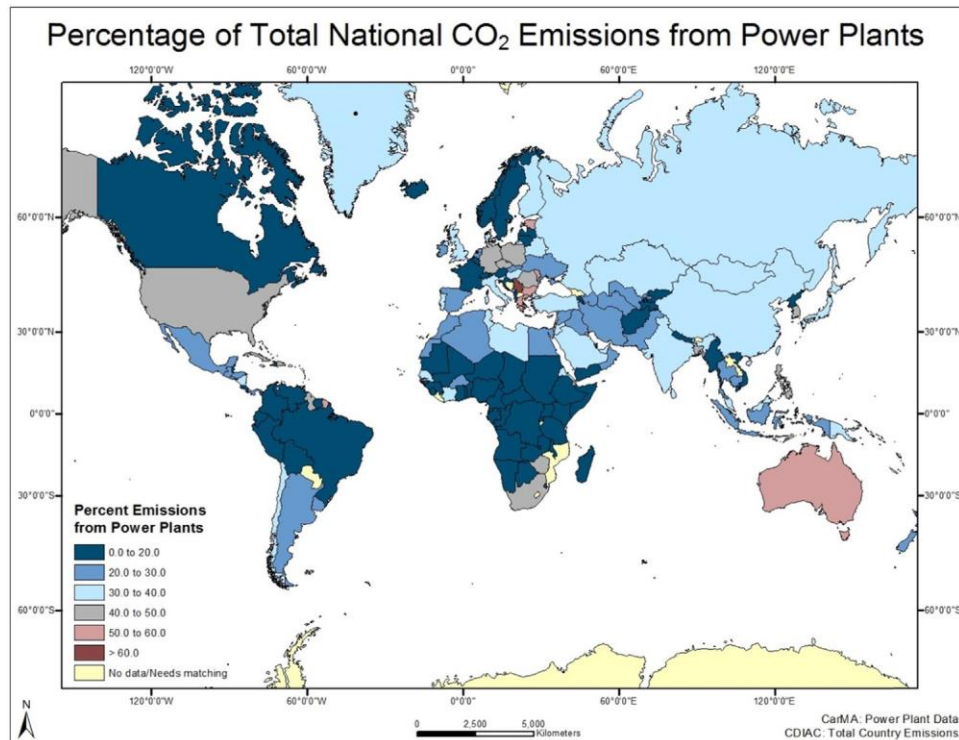 Percentage of Total National CO₂ Emissions from Power Plants
120°0'0"W 60°0'0"W 0°0'0" 60°0'0"E 120°0'0"E
60°0'0"N 60°0'0"N
30°0'0"N 30°0'0"N
0°0'0" 0°0'0"
30°0'0"S 30°0'0"S
60°0'0"S 60°0'0"S
Percent Emissions
from Power Plants
0.0 to 20.0
20.0 to 30.0
30.0 to 40.0
40.0 to 50.0
50.0 to 60.0
> 60.0
No data/Needs matching
120°0'0"W 60°0'0"W 0°0'0" 60°0'0"E 120°0'0"E
N
0 2,500 5,000
Kilometers
CarMA: Power Plant Data
CDIAC: Total Country Emissions